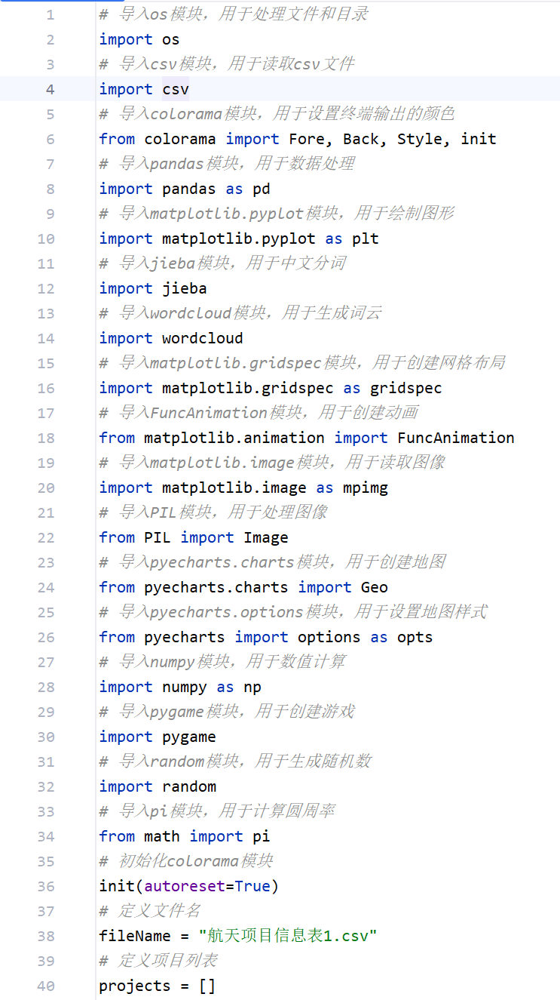 1 # 导入os模块，用于处理文件和目录
2 import os
3 # 导入csv模块，用于读取csv文件
4 import csv
5 # 导入colorama模块，用于设置终端输出的颜色
6 from colorama import Fore, Back, Style, init
7 # 导入pandas模块，用于数据处理
8 import pandas as pd
9 # 导入matplotlib.pyplot模块，用于绘制图形
10 import matplotlib.pyplot as plt
11 # 导入jieba模块，用于中文分词
12 import jieba
13 # 导入wordcloud模块，用于生成词云
14 import wordcloud
15 # 导入matplotlib.gridspec模块，用于创建网格布局
16 import matplotlib.gridspec as gridspec
17 # 导入FuncAnimation模块，用于创建动画
18 from matplotlib.animation import FuncAnimation
19 # 导入matplotlib.image模块，用于读取图像
20 import matplotlib.image as mpimg
21 # 导入PIL模块，用于处理图像
22 from PIL import Image
23 # 导入pyecharts.charts模块，用于创建地图
24 from pyecharts.charts import Geo
25 # 导入pyecharts.options模块，用于设置地图样式
26 from pyecharts import options as opts
27 # 导入numpy模块，用于数值计算
28 import numpy as np
29 # 导入pygame模块，用于创建游戏
30 import pygame
31 # 导入random模块，用于生成随机数
32 import random
33 # 导入pi模块，用于计算圆周率
34 from math import pi
35 # 初始化colorama模块
36 init(autoreset=True)
37 # 定义文件名
38 fileName = "航天项目信息表1.csv"
39 # 定义项目列表
40 projects = []